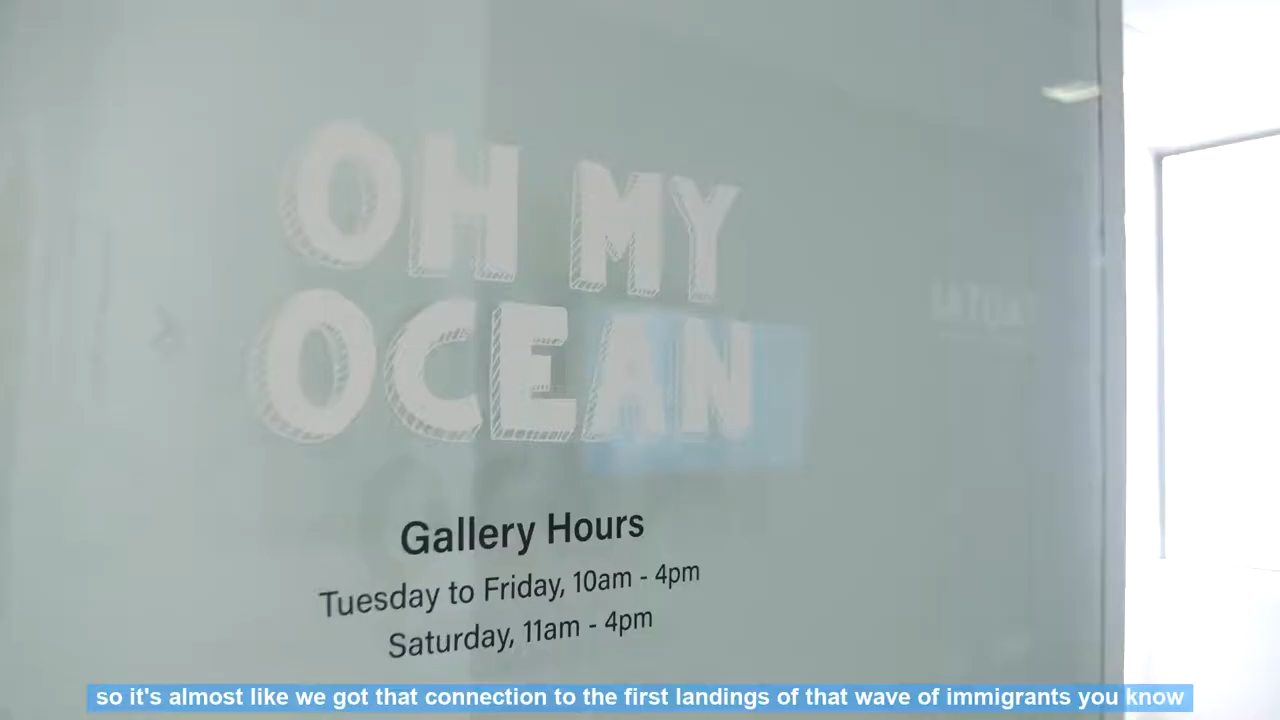 OH MY
OCEAN
Gallery Hours
Tuesday to Friday, 10am - 4pm
Saturday, 11am - 4pm
so it's almost like we got that connection to the first landings of that wave of immigrants you know